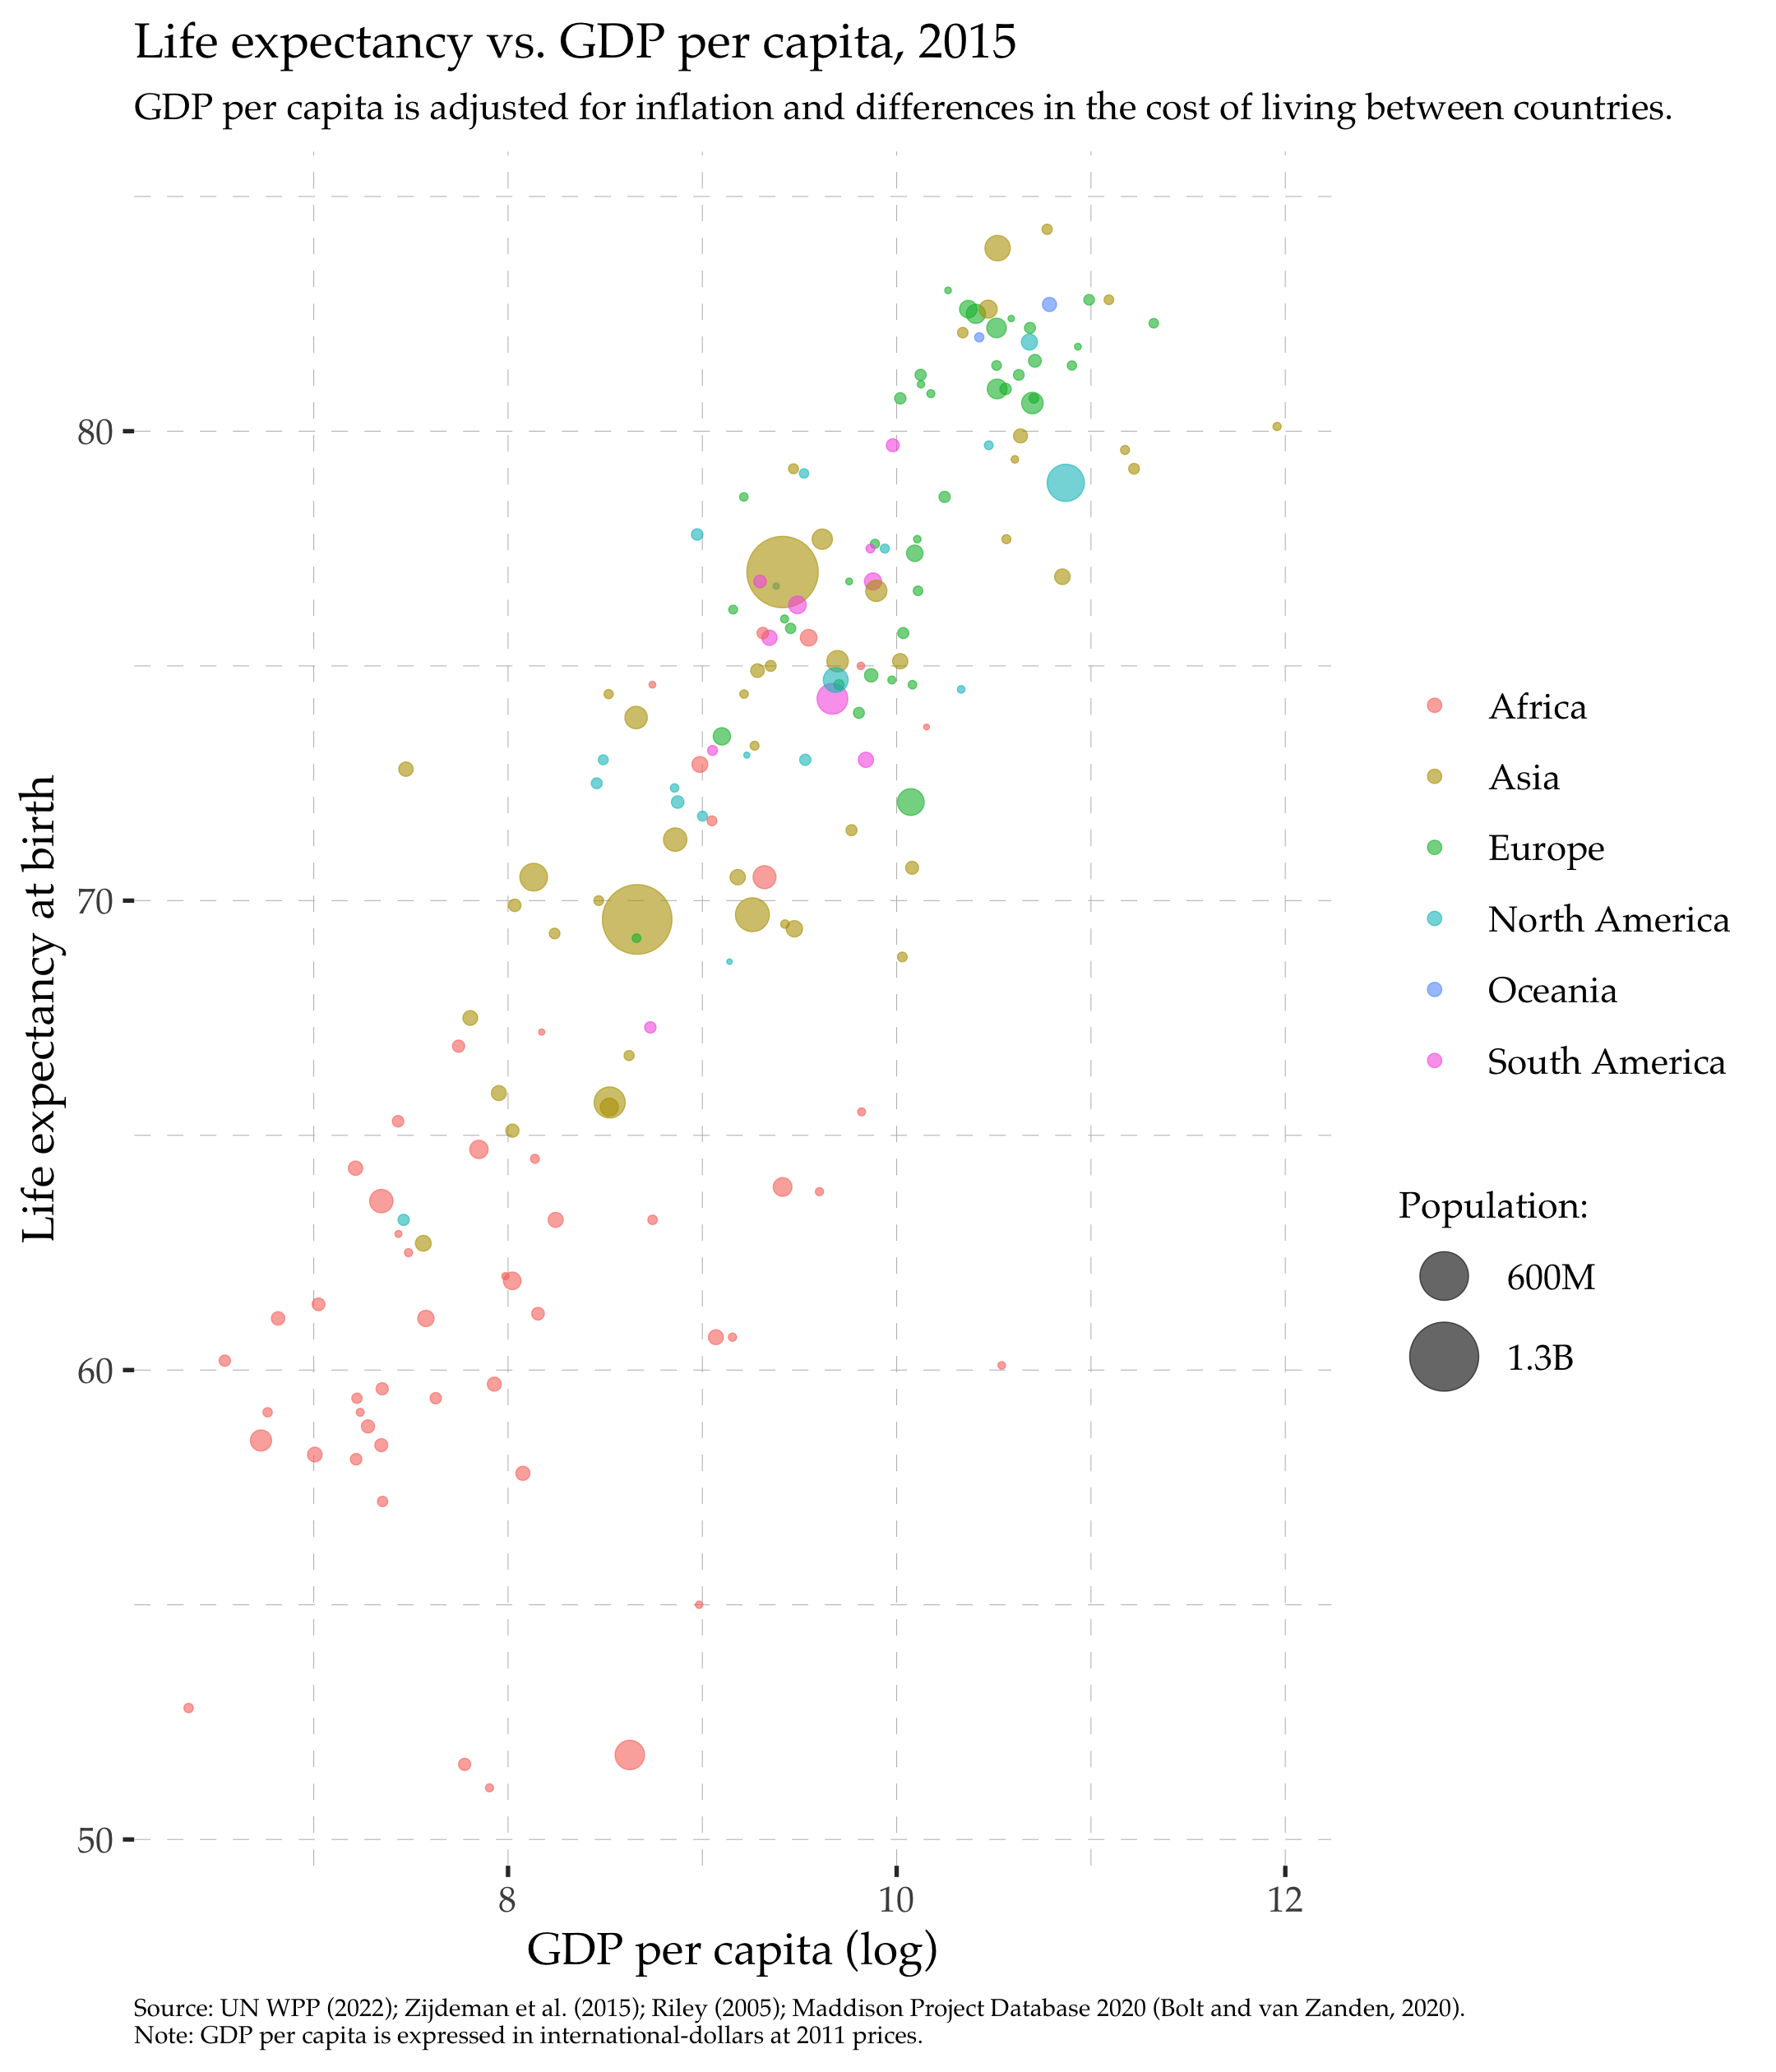 Life expectancy vs. GDP per capita, 2015
GDP per capita is adjusted for inflation and differences in the cost of living between countries.
Life expectancy at birth
80
70
60
50
8
10
12
GDP per capita (log)
Africa
Asia
Europe
North America
Oceania
South America
Population:
600M
1.3B
Source: UN WPP (2022); Zijdeman et al. (2015); Riley (2005); Maddison Project Database 2020 (Bolt and van Zanden, 2020).
Note: GDP per capita is expressed in international-dollars at 2011 prices.